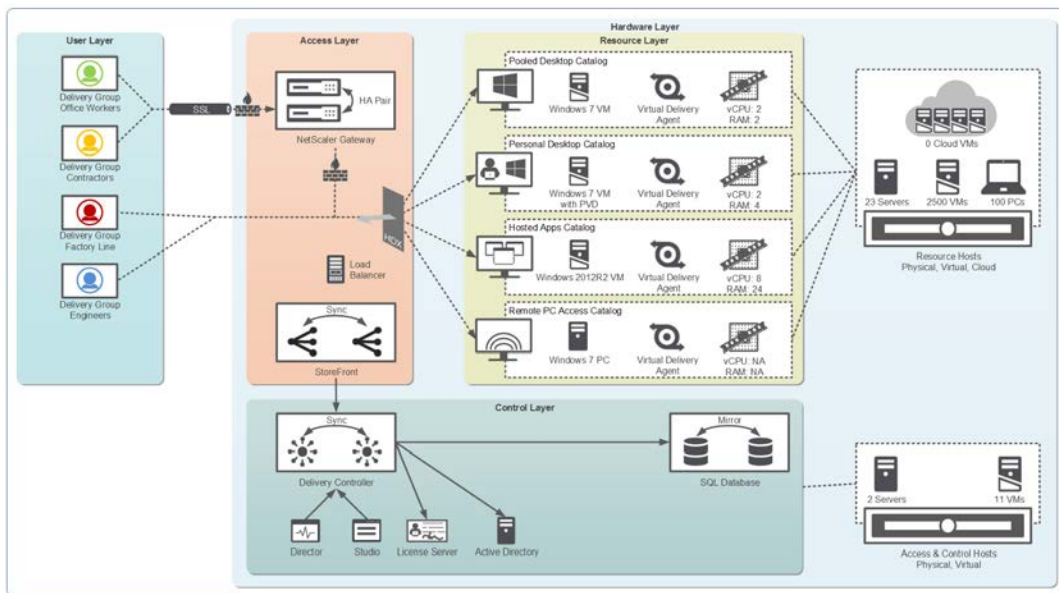 Hardware Layer
User Layer
Access Layer
Resource Layer
Delivery Group
Office Workers
Delivery Group
Contractors
Delivery Group
Factory Line
Delivery Group
Engineers
SSL
HA Pair
NetScaler Gateway
HDX
Load
Balancer
Sync
StoreFront
Pooled Desktop Catalog
Windows 7 VM
Virtual Delivery
Agent
vCPU: 2
RAM: 2
Personal Desktop Catalog
Windows 7 VM
with PVD
Virtual Delivery
Agent
vCPU: 2
RAM: 4
Hosted Apps Catalog
Windows 2012R2 VM
Virtual Delivery
Agent
vCPU: 8
RAM: 24
Remote PC Access Catalog
Windows 7 PC
Virtual Delivery
Agent
vCPU: NA
RAM: NA
0 Cloud VMs
23 Servers
2500 VMs
100 PCs
Resource Hosts
Physical, Virtual, Cloud
Control Layer
Sync
Delivery Controller
Mirror
SQL Database
Director
Studio
License Server
Active Directory
2 Servers
11 VMs
Access & Control Hosts
Physical, Virtual